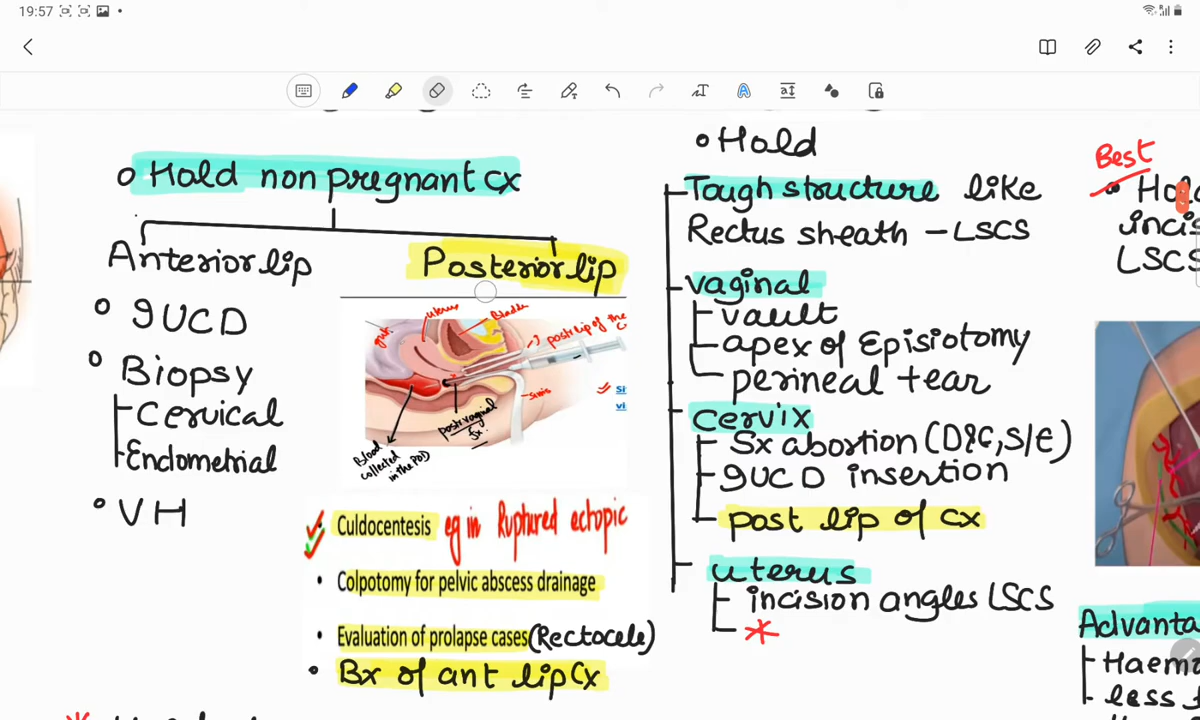 19:57
Hold non pregnant cx
Anterior lip
IUCD
Biopsy
Cervical
Endometrial
VH
Posterior lip
gut
uterus
Bladder
post lip of the
sims
Blood
collected
in the POD
post vaginal
fx.
Culdocentesis eg in Ruptured ectopic
Colpotomy for pelvic abscess drainage
Evaluation of prolapse cases (Rectocele)
Bx of ant lip Cx
Hold
Tough structure like
Rectus sheath - LSCS
vaginal
vault
apex of Episiotomy
perineal tear
cervix
Sx abortion (D&C, S/E)
IUCD insertion
post lip of cx
uterus
incision angles LSCS
*
Best
LSCS